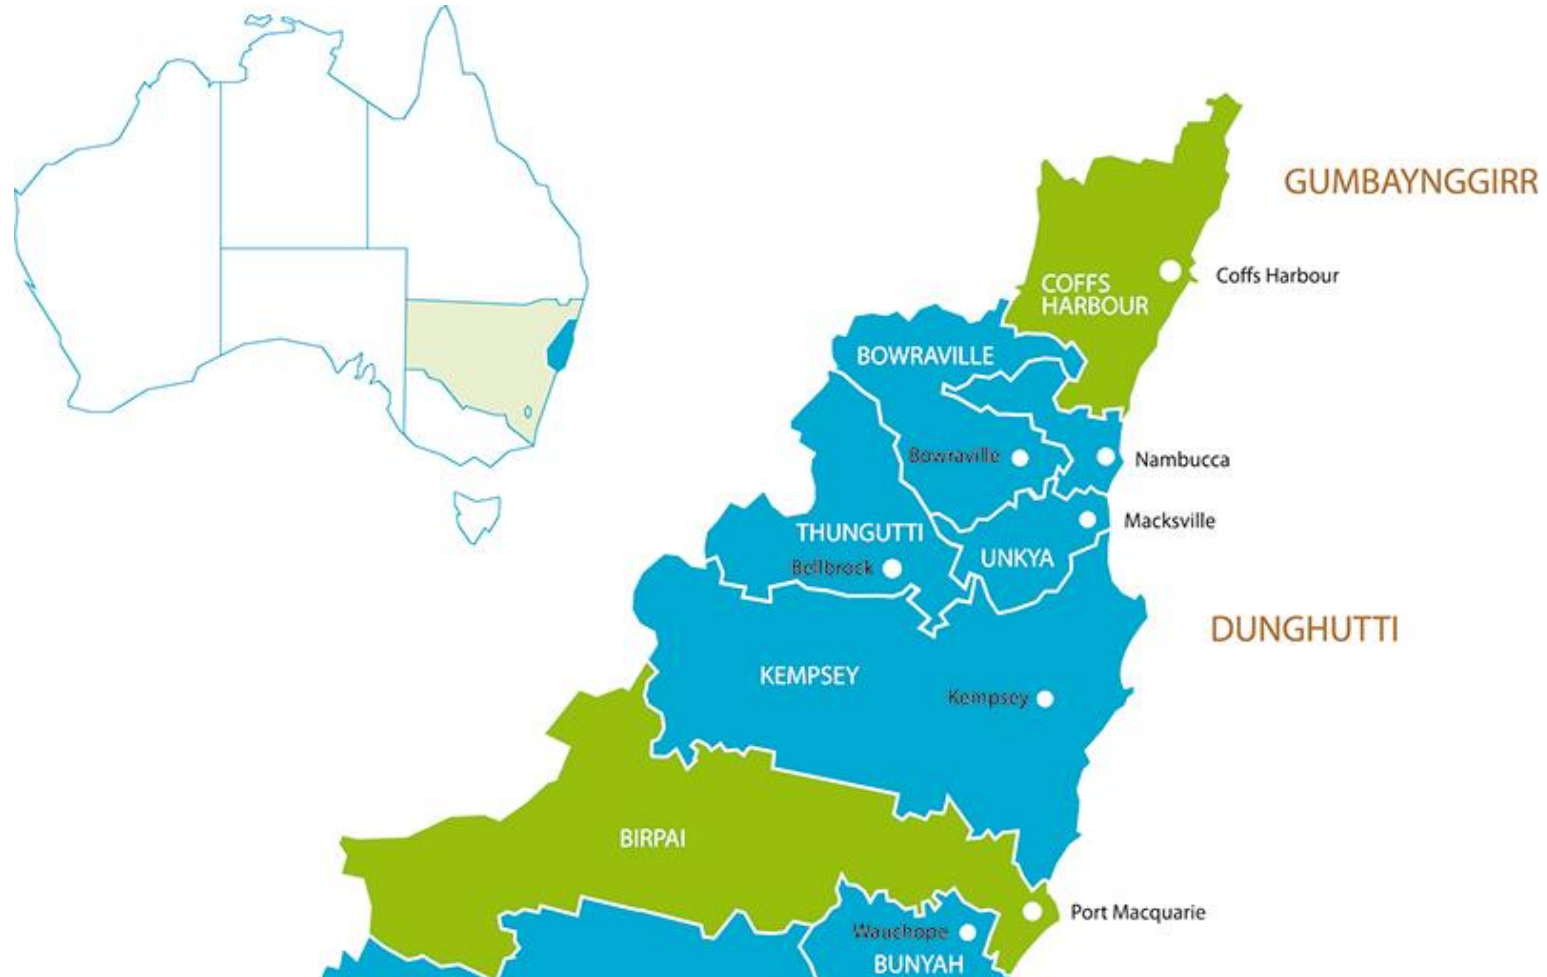 GUMBAYNGGIRR
COFFS
HARBOUR
Coffs Harbour
BOWRAVILLE
Bowraville
Nambucca
Macksville
THUNGUTTI
UNKYA
Bellbrock
DUNGHUTTI
KEMPSEY
Kempsey
BIRPAI
Port Macquarie
Wauchope
BUNYAH